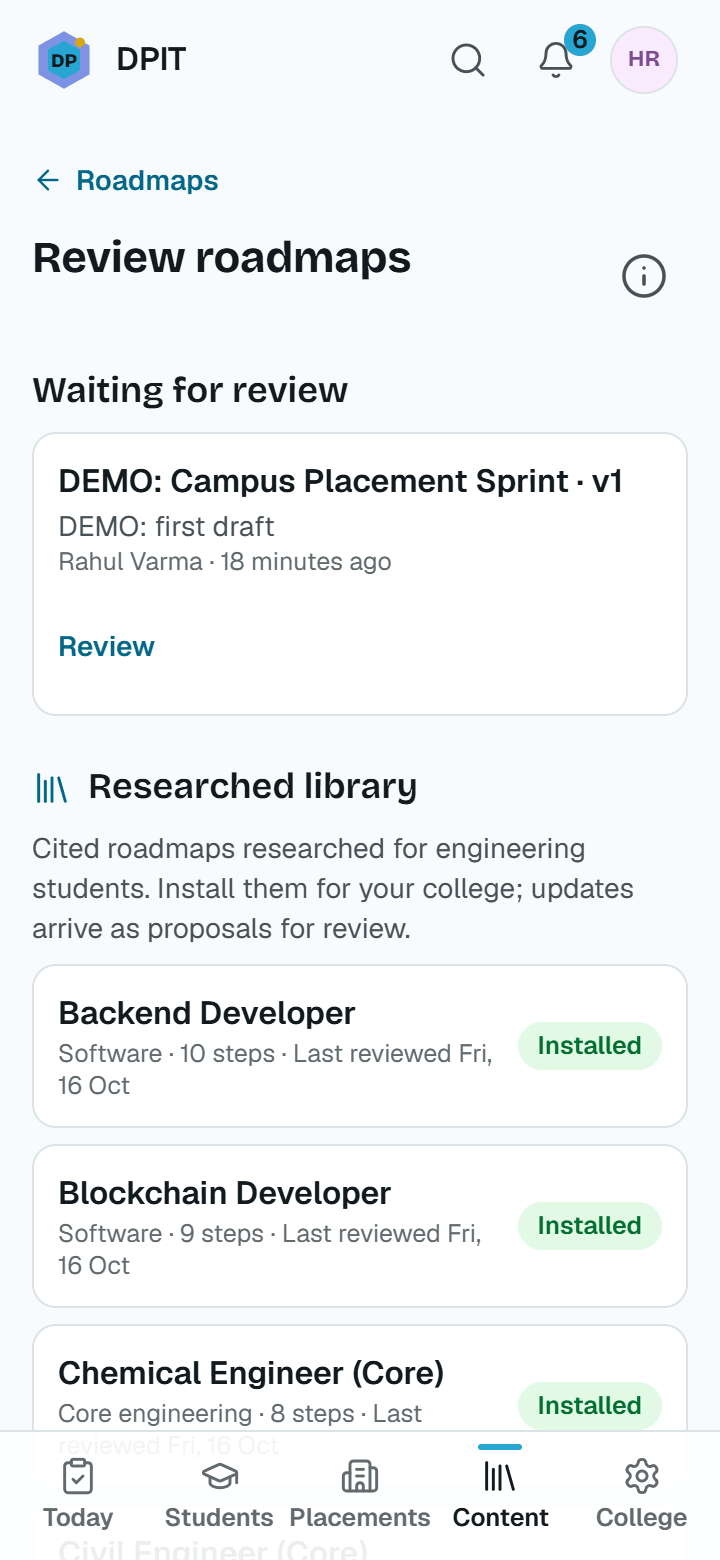 DP
DPIT
6
HR
Roadmaps
Review roadmaps
Waiting for review
DEMO: Campus Placement Sprint · v1
DEMO: first draft
Rahul Varma · 18 minutes ago
Review
Researched library
Cited roadmaps researched for engineering
students. Install them for your college; updates
arrive as proposals for review.
Backend Developer
Software · 10 steps · Last reviewed Fri,
16 Oct
Installed
Blockchain Developer
Software · 9 steps · Last reviewed Fri,
16 Oct
Installed
Chemical Engineer (Core)
Core engineering · 8 steps · Last
reviewed Fri, 16 Oct
Installed
Today
Students
Placements
Content
College
Civil Engineer (Core)